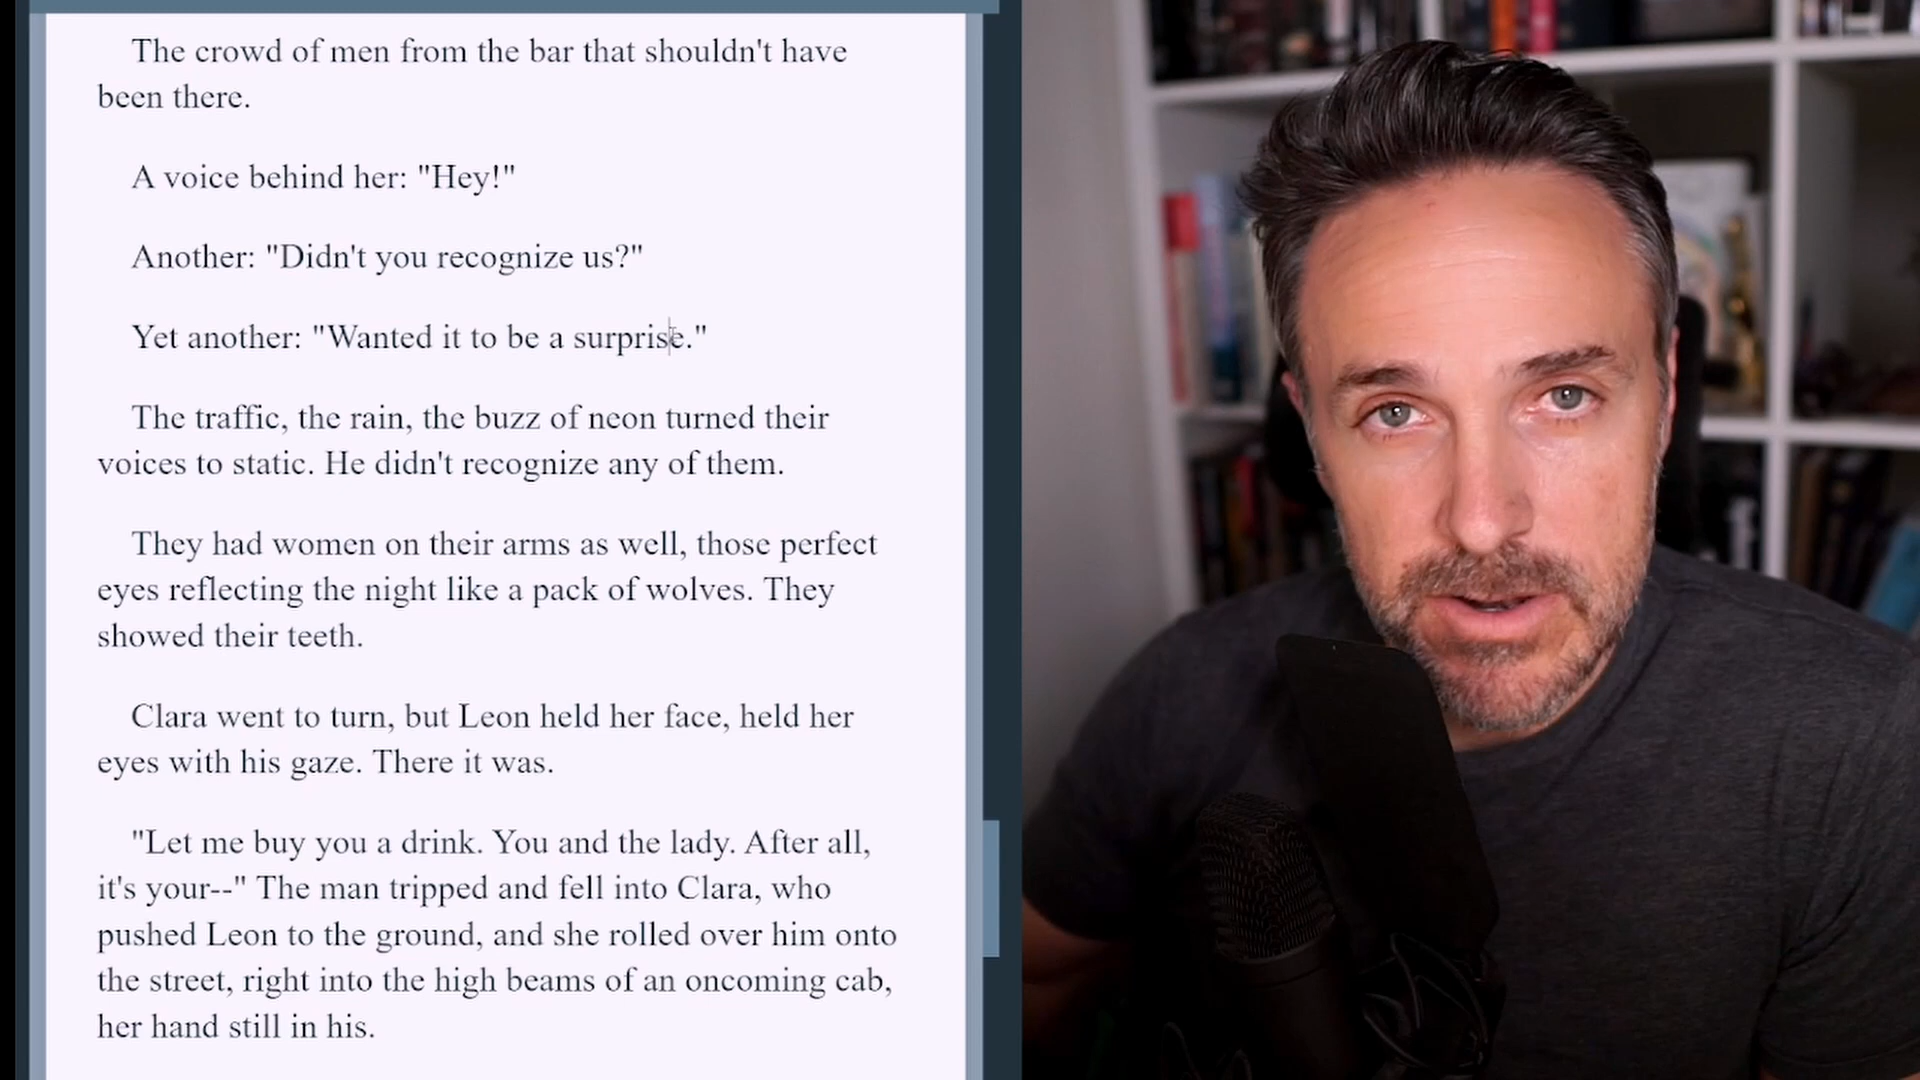 The crowd of men from the bar that shouldn't have
been there.
A voice behind her: "Hey!"
Another: "Didn't you recognize us?"
Yet another: "Wanted it to be a surprise."
The traffic, the rain, the buzz of neon turned their
voices to static. He didn't recognize any of them.
They had women on their arms as well, those perfect
eyes reflecting the night like a pack of wolves. They
showed their teeth.
Clara went to turn, but Leon held her face, held her
eyes with his gaze. There it was.
"Let me buy you a drink. You and the lady. After all,
it's your--" The man tripped and fell into Clara, who
pushed Leon to the ground, and she rolled over him onto
the street, right into the high beams of an oncoming cab,
her hand still in his.